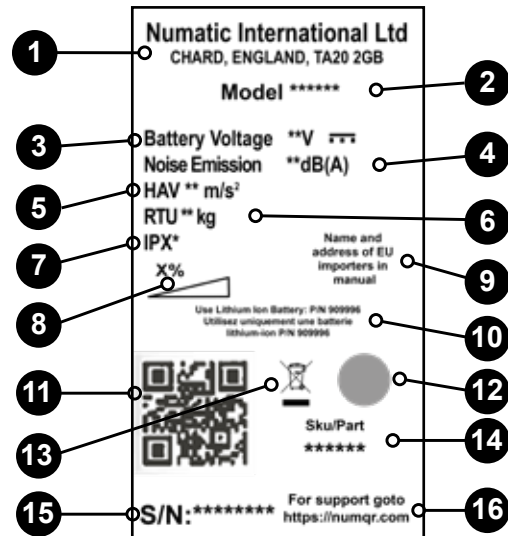 Numatic International Ltd
CHARD, ENGLAND, TA20 2GB
1
Model ******
2
3
Battery Voltage **V
Noise Emission **dB(A)
4
5
HAV ** m/s²
RTU ** kg
6
7
IPX*
Name and
address of EU
importers in
manual
9
X%
8
Use Lithium Ion Battery: P/N 909996
Utilisez uniquement une batterie
lithium-ion P/N 909996
10
11
12
13
Sku/Part
******
14
15
S/N:********
For support goto
https://numqr.com
16